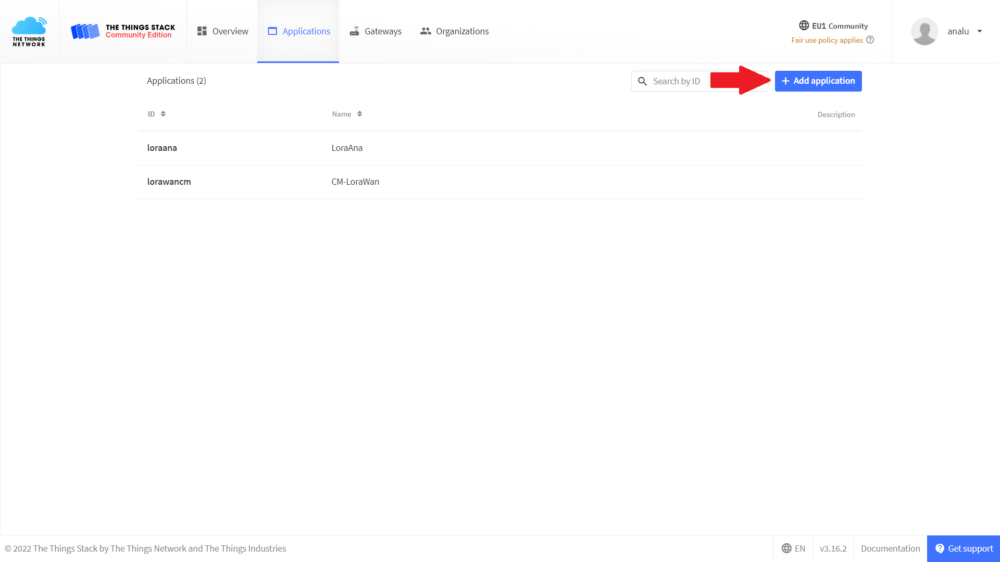 THE THINGS
NETWORK
THE THINGS STACK
Community Edition
Overview
Applications
Gateways
Organizations
EU1 Community
Fair use policy applies
analu
Applications (2)
Search by ID
+ Add application
ID
Name
Description
loraana
LoraAna
lorawancm
CM-LoraWan
© 2022 The Things Stack by The Things Network and The Things Industries
EN
v3.16.2
Documentation
Get support